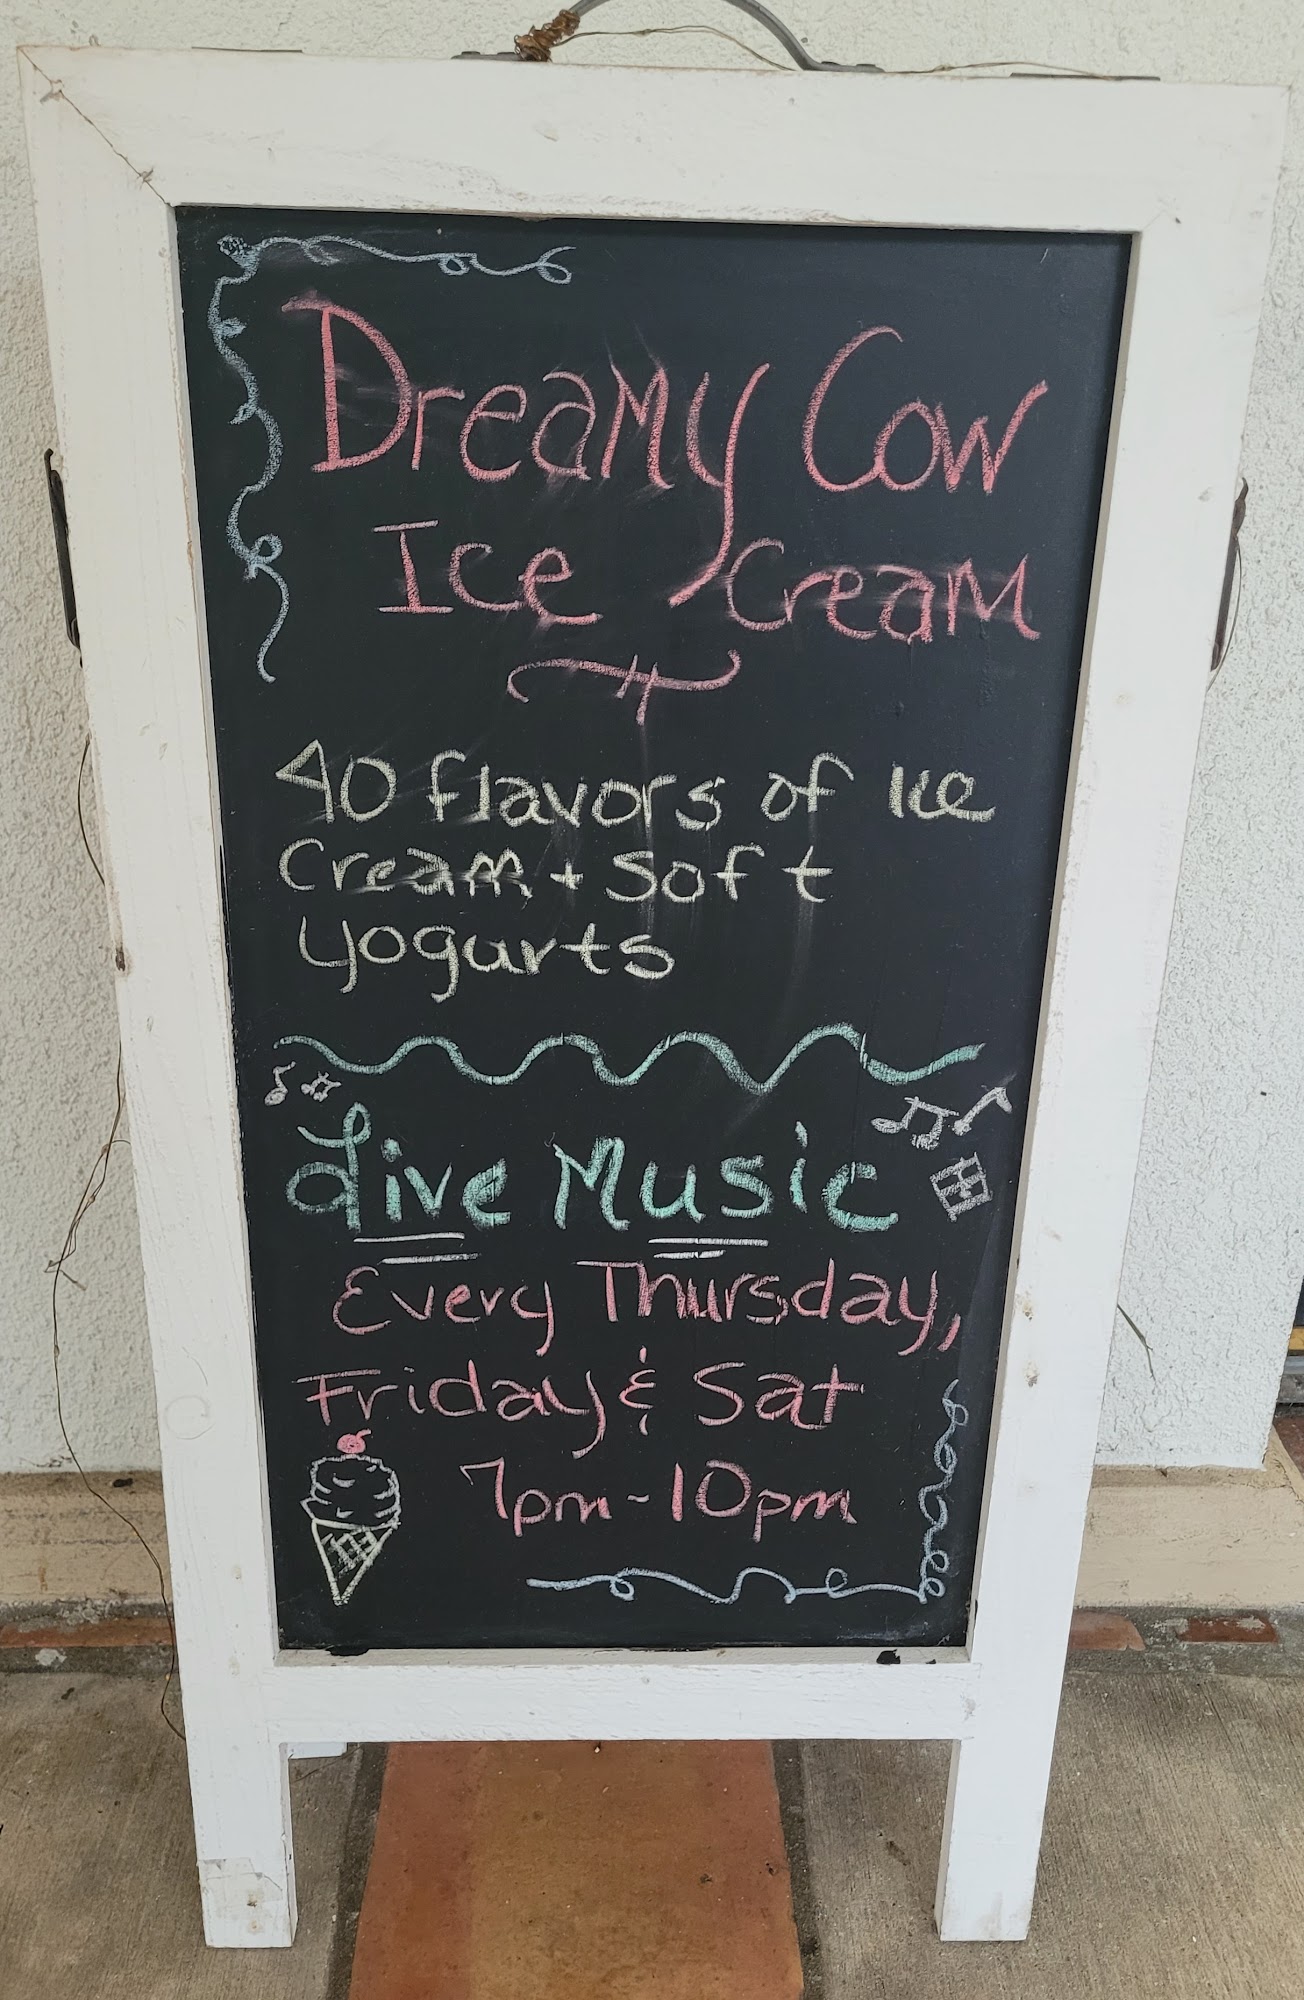 Dreamy Cow
Ice Cream
40 flavors of Ice
Cream + Soft
Yogurts
Live Music
Every Thursday,
Friday & Sat
7pm - 10pm